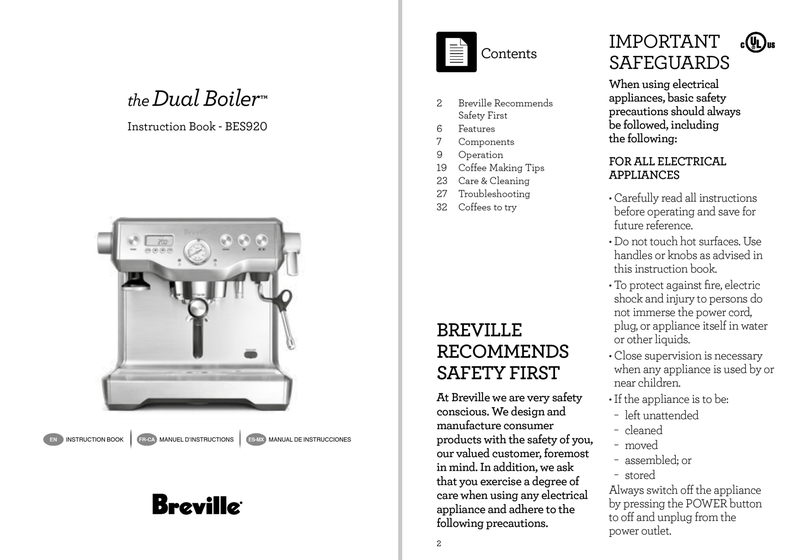 the Dual Boiler™
Instruction Book - BES920
Breville
EN INSTRUCTION BOOK FR-CA MANUEL D'INSTRUCTIONS ES-MX MANUAL DE INSTRUCCIONES
Breville®
Contents
2 Breville Recommends
Safety First
6 Features
7 Components
9 Operation
19 Coffee Making Tips
23 Care & Cleaning
27 Troubleshooting
32 Coffees to try
BREVILLE
RECOMMENDS
SAFETY FIRST
At Breville we are very safety
conscious. We design and
manufacture consumer
products with the safety of you,
our valued customer, foremost
in mind. In addition, we ask
that you exercise a degree of
care when using any electrical
appliance and adhere to the
following precautions.
2
IMPORTANT
SAFEGUARDS
C UL US
When using electrical
appliances, basic safety
precautions should always
be followed, including
the following:
FOR ALL ELECTRICAL
APPLIANCES
• Carefully read all instructions
before operating and save for
future reference.
• Do not touch hot surfaces. Use
handles or knobs as advised in
this instruction book.
• To protect against fire, electric
shock and injury to persons do
not immerse the power cord,
plug, or appliance itself in water
or other liquids.
• Close supervision is necessary
when any appliance is used by or
near children.
• If the appliance is to be:
– left unattended
– cleaned
– moved
– assembled; or
– stored
Always switch off the appliance
by pressing the POWER button
to off and unplug from the
power outlet.